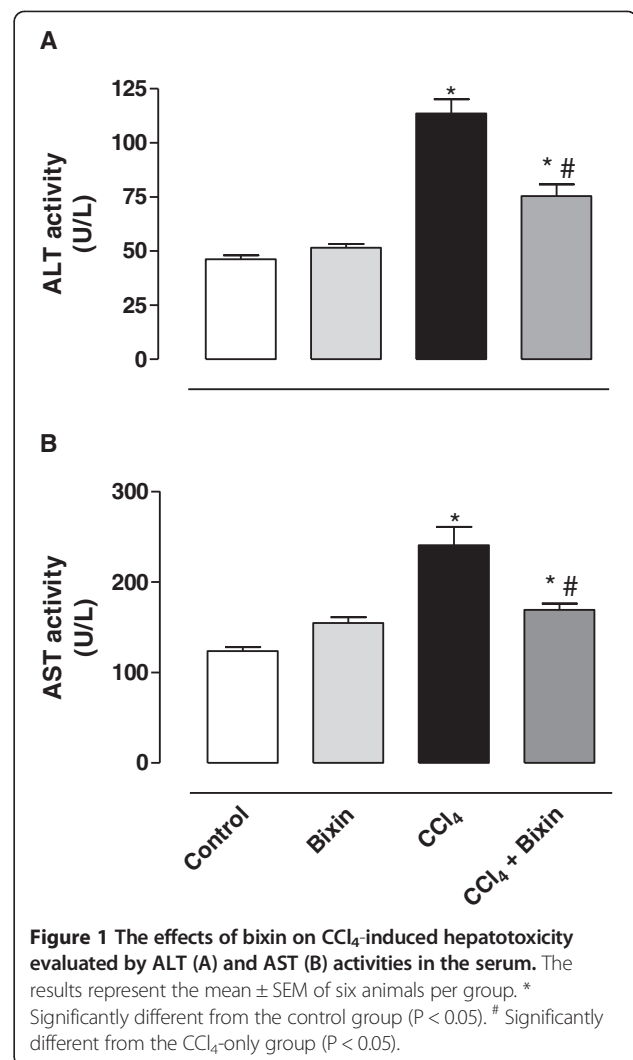 A
125
100
75
50
25
0
ALT activity
(U/L)
*
* #
B
300
200
100
0
AST activity
(U/L)
*
* #
Control
Bixin
CCl₄
CCl₄ + Bixin
Figure 1 The effects of bixin on CCl₄-induced hepatotoxicity
evaluated by ALT (A) and AST (B) activities in the serum. The
results represent the mean ± SEM of six animals per group. *
Significantly different from the control group (P < 0.05). # Significantly
different from the CCl₄-only group (P < 0.05).